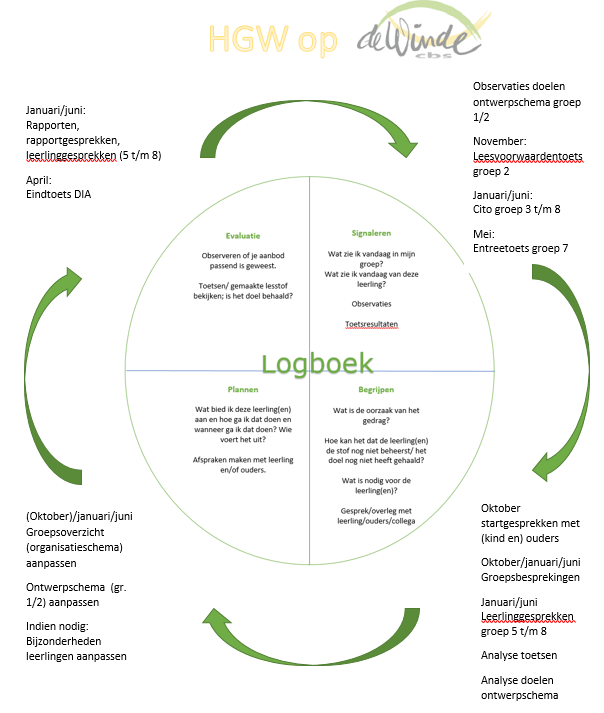 HGW op
deWinde
cbs
Januari/juni:
Rapporten,
rapportgesprekken,
leerlinggesprekken (5 t/m 8)
April:
Eindtoets DIA
Observaties doelen
ontwerpschema groep
1/2
November:
Leesvoorwaardentoets
groep 2
Januari/juni:
Cito groep 3 t/m 8
Mei:
Entreetoets groep 7
Evaluatie
Observeren of je aanbod
passend is geweest.
Toetsen/ gemaakte lesstof
bekijken; is het doel behaald?
Signaleren
Wat zie ik vandaag in mijn
groep?
Wat zie ik vandaag van deze
leerling?
Observaties
Toetsresultaten
Logboek
Plannen
Wat bied ik deze leerling(en)
aan en hoe ga ik dat doen en
wanneer ga ik dat doen? Wie
voert het uit?
Afspraken maken met leerling
en/of ouders.
Begrijpen
Wat is de oorzaak van het
gedrag?
Hoe kan het dat de leerling(en)
de stof nog niet beheerst/ het
doel nog niet heeft gehaald?
Wat is nodig voor de
leerling(en)?
Gesprek/overleg met
leerling/ouders/collega
(Oktober)/januari/juni
Groepsoverzicht
(organisatieschema)
aanpassen
Ontwerpschema (gr.
1/2) aanpassen
Indien nodig:
Bijzonderheden
leerlingen aanpassen
Oktober
startgesprekken met
(kind en) ouders
Oktober/januari/juni
Groepsbesprekingen
Januari/juni
Leerlinggesprekken
groep 5 t/m 8
Analyse toetsen
Analyse doelen
ontwerpschema